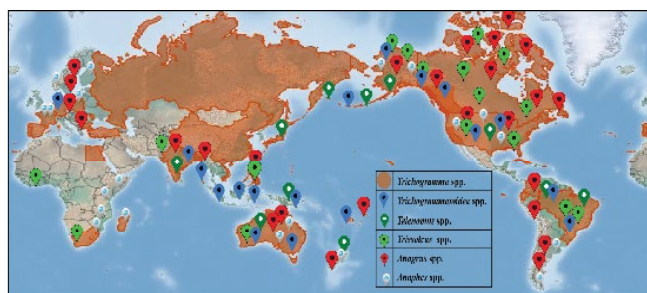 Trichogramma spp.
Trichogrammatoidea spp.
Telenomus spp.
Trissolcus spp.
Anagrus spp.
Anaphes spp.